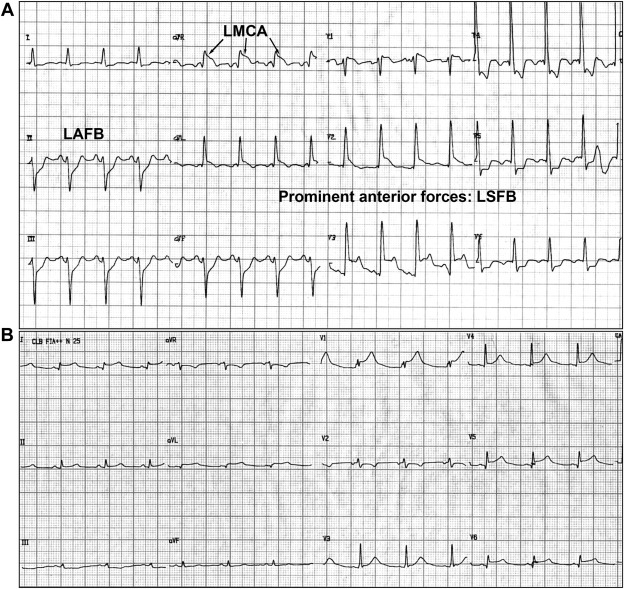 A
I aVR LMCA V1 V4
II LAFB aVL V2 V5
Prominent anterior forces: LSFB
III aVF V3 V6
B
I CLB FIA++ N 25 aVR V1 V4
II aVL V2 V5
III aVF V3 V6